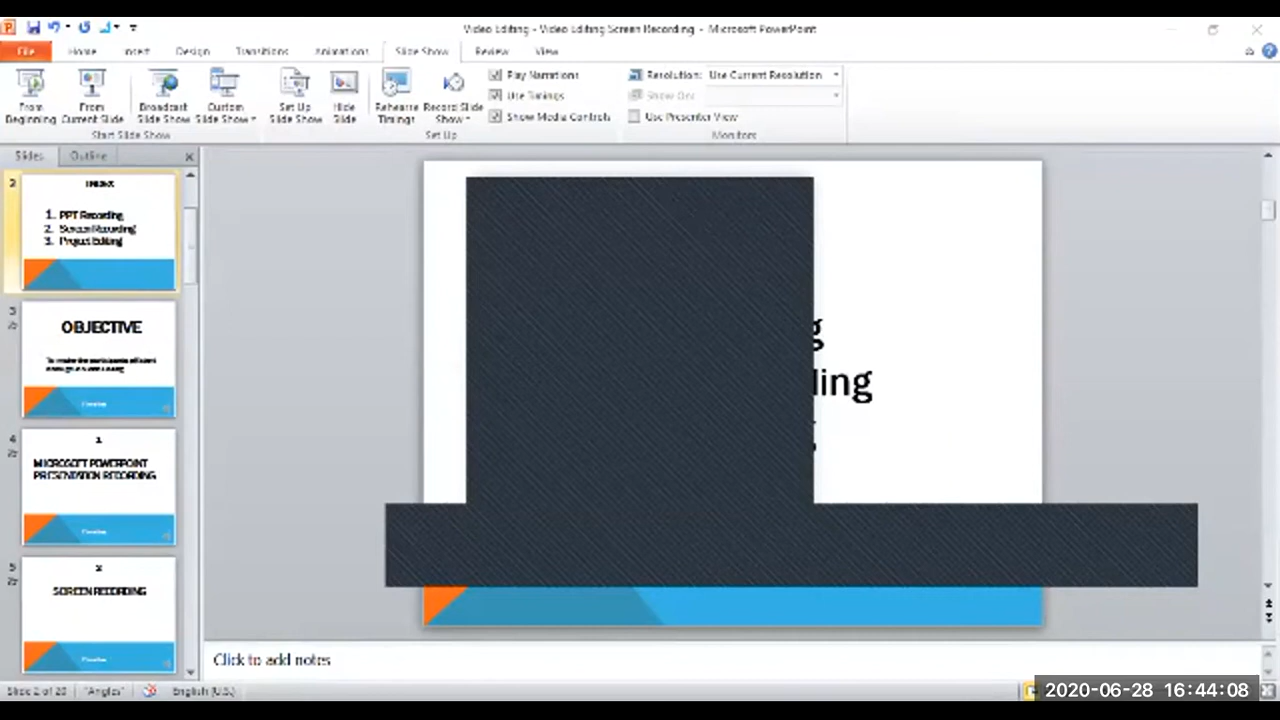 Video Editing - Video Editing Screen Recording - Microsoft PowerPoint
File Home Insert Design Transitions Animations Slide Show Review View
From Beginning
From Current Slide
Broadcast Slide Show
Custom Slide Show
Set Up Slide Show
Hide Slide
Rehearse Timings
Record Slide Show
Play Narrations
Use Timings
Show Media Controls
Resolution: Use Current Resolution
Show On:
Use Presenter View
Start Slide Show
Set Up
Monitors
Slides Outline
2
INDEX
1. PPT Recording
2. Screen Recording
3. Project Editing
3
OBJECTIVE
4
1
MICROSOFT POWERPOINT
PRESENTATION RECORDING
5
2
SCREEN RECORDING
g
ding
Click to add notes
Slide 2 of 20 "Angles" English (U.S.)
2020-06-28 16:44:08